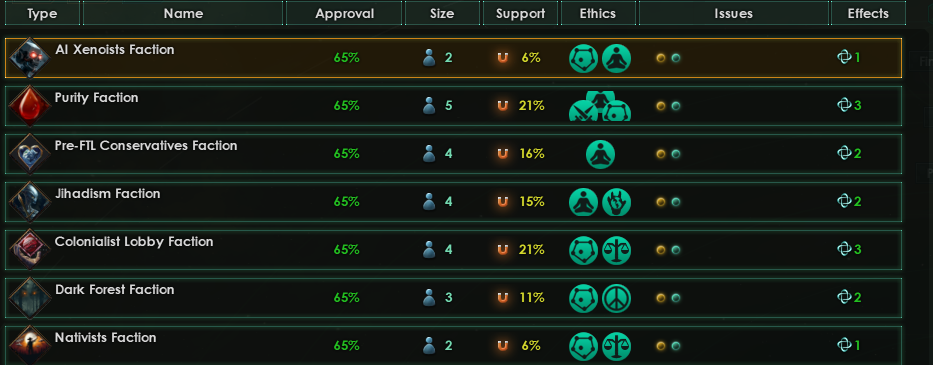 Type Name Approval Size Support Ethics Issues Effects
AI Xenoists Faction 65% 2 6% 1
Purity Faction 65% 5 21% 3
Pre-FTL Conservatives Faction 65% 4 16% 2
Jihadism Faction 65% 4 15% 2
Colonialist Lobby Faction 65% 4 21% 3
Dark Forest Faction 65% 3 11% 2
Nativists Faction 65% 2 6% 1